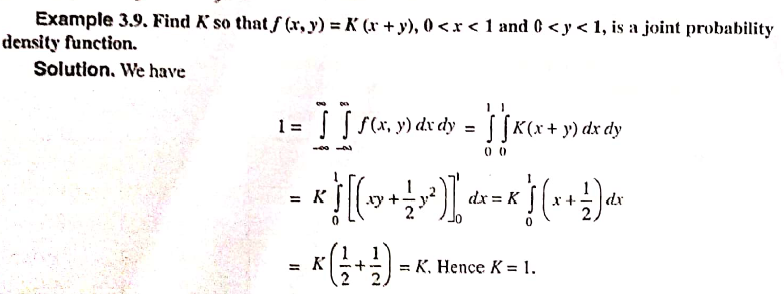 Example 3.9. Find K so that f (x, y) = K (x + y), 0 < x < 1 and 0 < y < 1, is a joint probability
density function.
Solution. We have
1 = ∫_{-∞}^{∞} ∫_{-∞}^{∞} f(x, y) dx dy = ∫_0^1 ∫_0^1 K(x + y) dx dy
= K ∫_0^1 [(xy + 1/2 y²)]_0^1 dx = K ∫_0^1 (x + 1/2) dx
= K (1/2 + 1/2) = K. Hence K = 1.